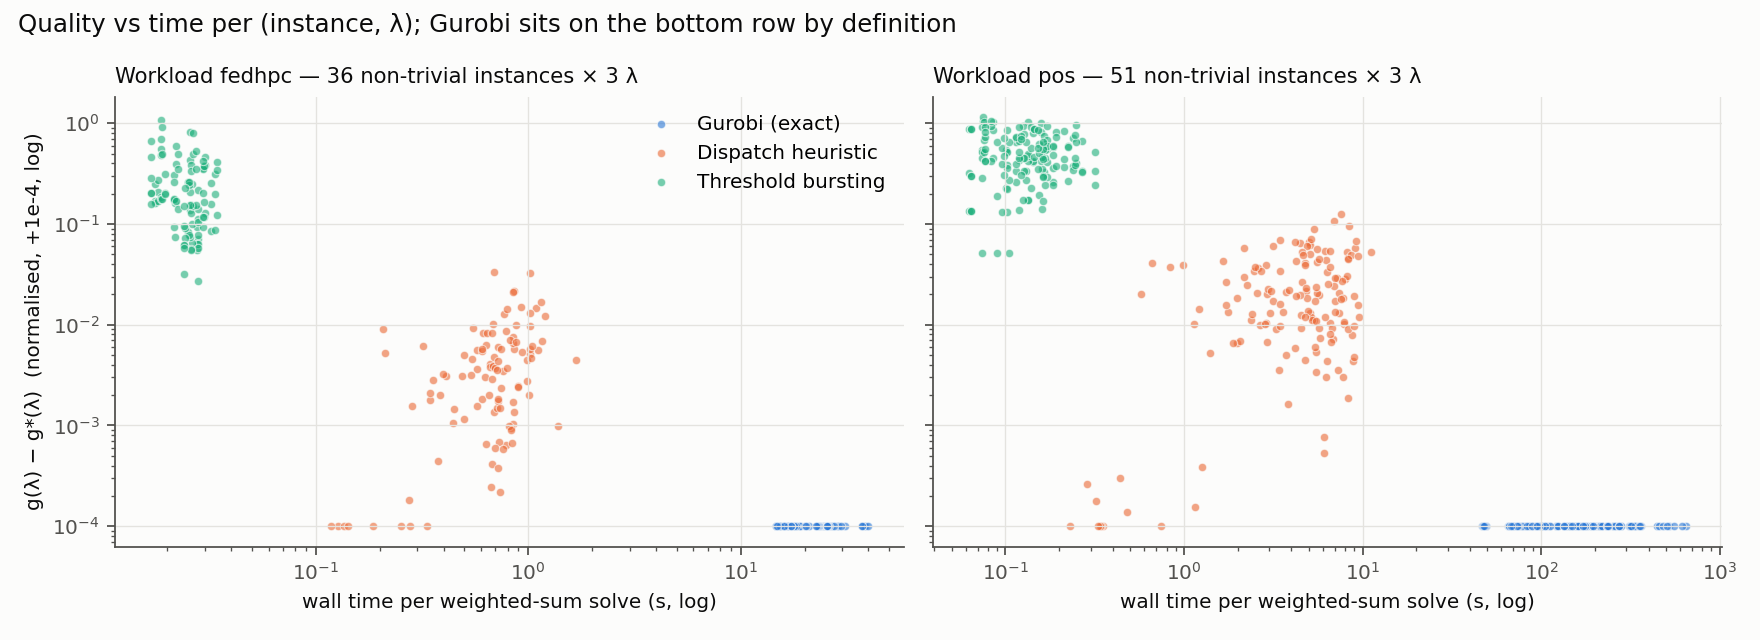 Quality vs time per (instance, λ); Gurobi sits on the bottom row by definition
Workload fedhpc — 36 non-trivial instances × 3 λ
g(λ) − g*(λ) (normalised, +1e-4, log)
10⁰
10⁻¹
10⁻²
10⁻³
10⁻⁴
Gurobi (exact)
Dispatch heuristic
Threshold bursting
10⁻¹
10⁰
10¹
wall time per weighted-sum solve (s, log)
Workload pos — 51 non-trivial instances × 3 λ
10⁻¹
10⁰
10¹
10²
10³
wall time per weighted-sum solve (s, log)